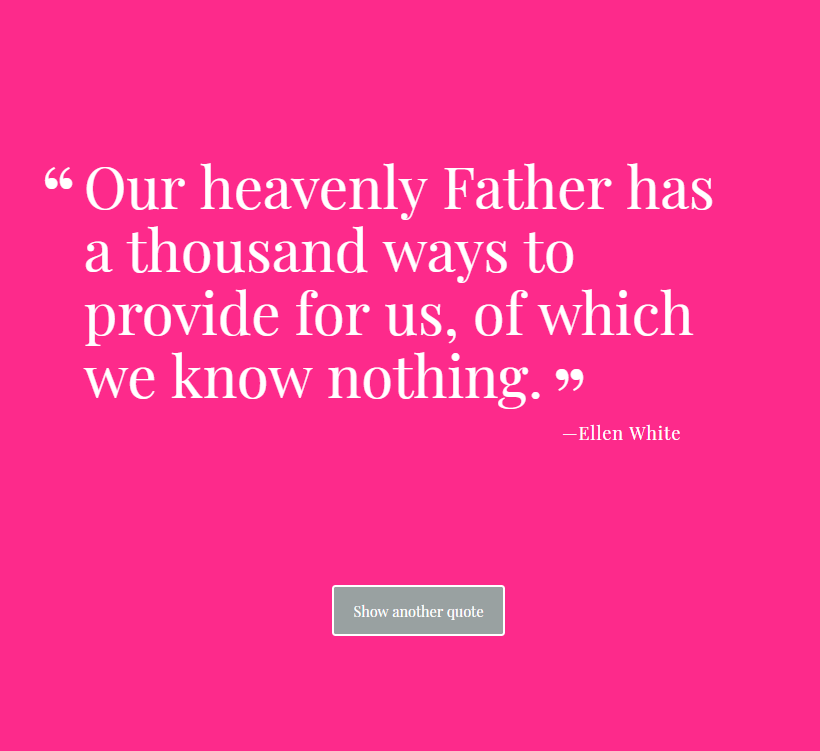 “ Our heavenly Father has
a thousand ways to
provide for us, of which
we know nothing. ”
—Ellen White
Show another quote